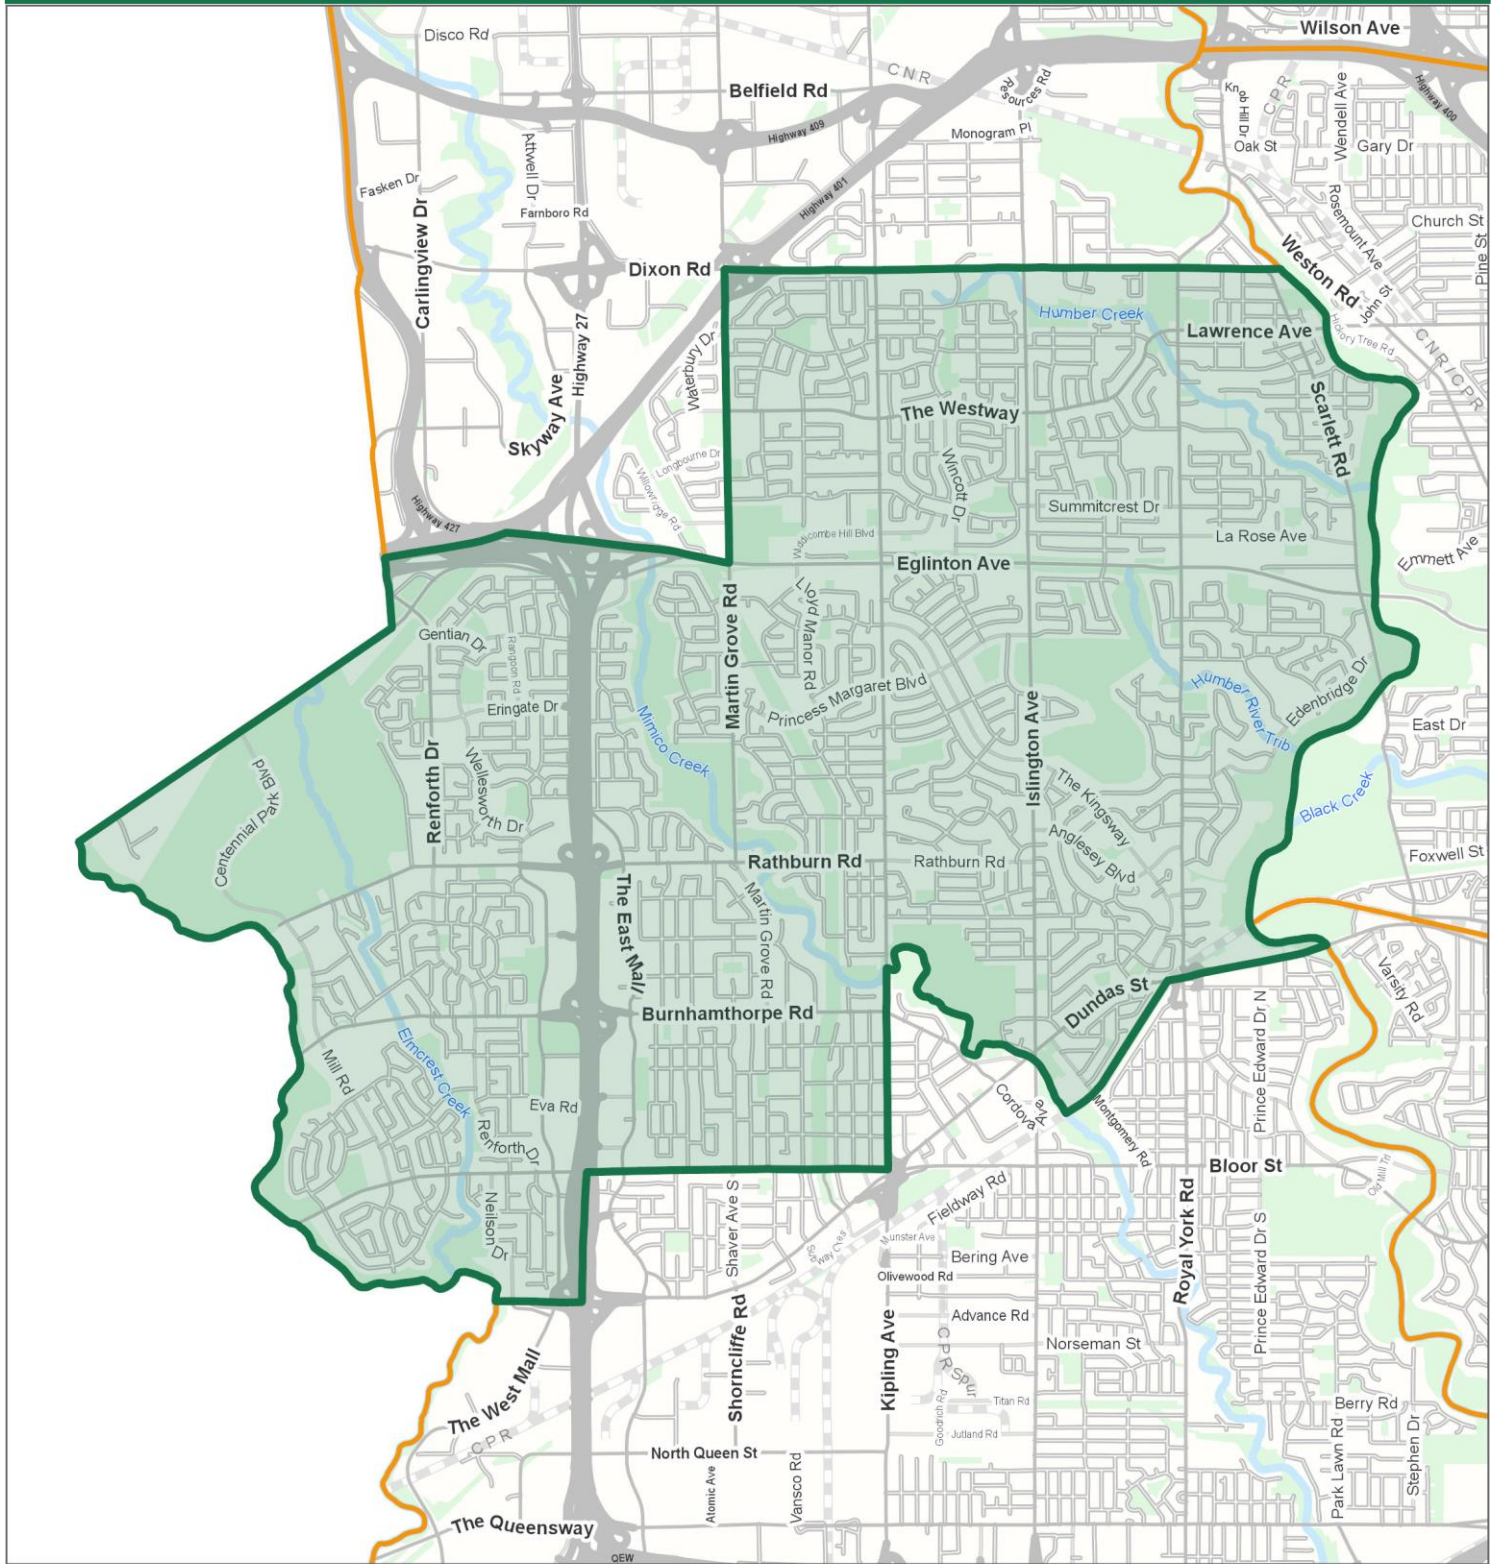 Wilson Ave
Disco Rd
CNR
Belfield Rd
Resources Rd
CPR
Wendell Ave
Highway 400
Knob Hill Dr
Highway 409
Monogram Pl
Oak St
Gary Dr
Attwell Dr
Fasken Dr
Highway 401
Farnboro Rd
Rosemount Ave
Church St
Carlingview Dr
Pine St
Dixon Rd
Weston Rd
John St
Highway 27
Humber Creek
Lawrence Ave
Hickory Tree Rd
CNR/CPR
Waterbury Dr
Skyway Ave
The Westway
Scarlett Rd
Longbourne Dr
Willowridge Rd
Wincott Dr
Highway 427
Summitcrest Dr
Widdicombe Hill Blvd
La Rose Ave
Emmett Ave
Eglinton Ave
Martin Grove Rd
Lloyd Manor Rd
Gentian Dr
Rangoon Rd
Eringate Dr
Princess Margaret Blvd
Islington Ave
Humber River Trib
Edenbridge Dr
Mimico Creek
East Dr
Renforth Dr
Wellesworth Dr
Centennial Park Blvd
The Kingsway
Black Creek
Anglesey Blvd
Rathburn Rd
Rathburn Rd
Foxwell St
The East Mall
Martin Grove Rd
Dundas St
Varsity Rd
Burnhamthorpe Rd
Prince Edward Dr N
Elmcrest Creek
Mill Rd
Eva Rd
Cordova Ave
Montgomery Rd
Renforth Dr
Bloor St
Old Mill Trl
Neilson Dr
Shaver Ave S
Fieldway Rd
Royal York Rd
Prince Edward Dr S
Subway Cres
Munster Ave
Bering Ave
Olivewood Rd
Shorncliffe Rd
Kipling Ave
Advance Rd
Norseman St
CPR Spur
The West Mall
CPR
Goodrich Rd
Titan Rd
Jutland Rd
Berry Rd
Park Lawn Rd
Stephen Dr
North Queen St
Atomic Ave
Vansco Rd
The Queensway
QEW